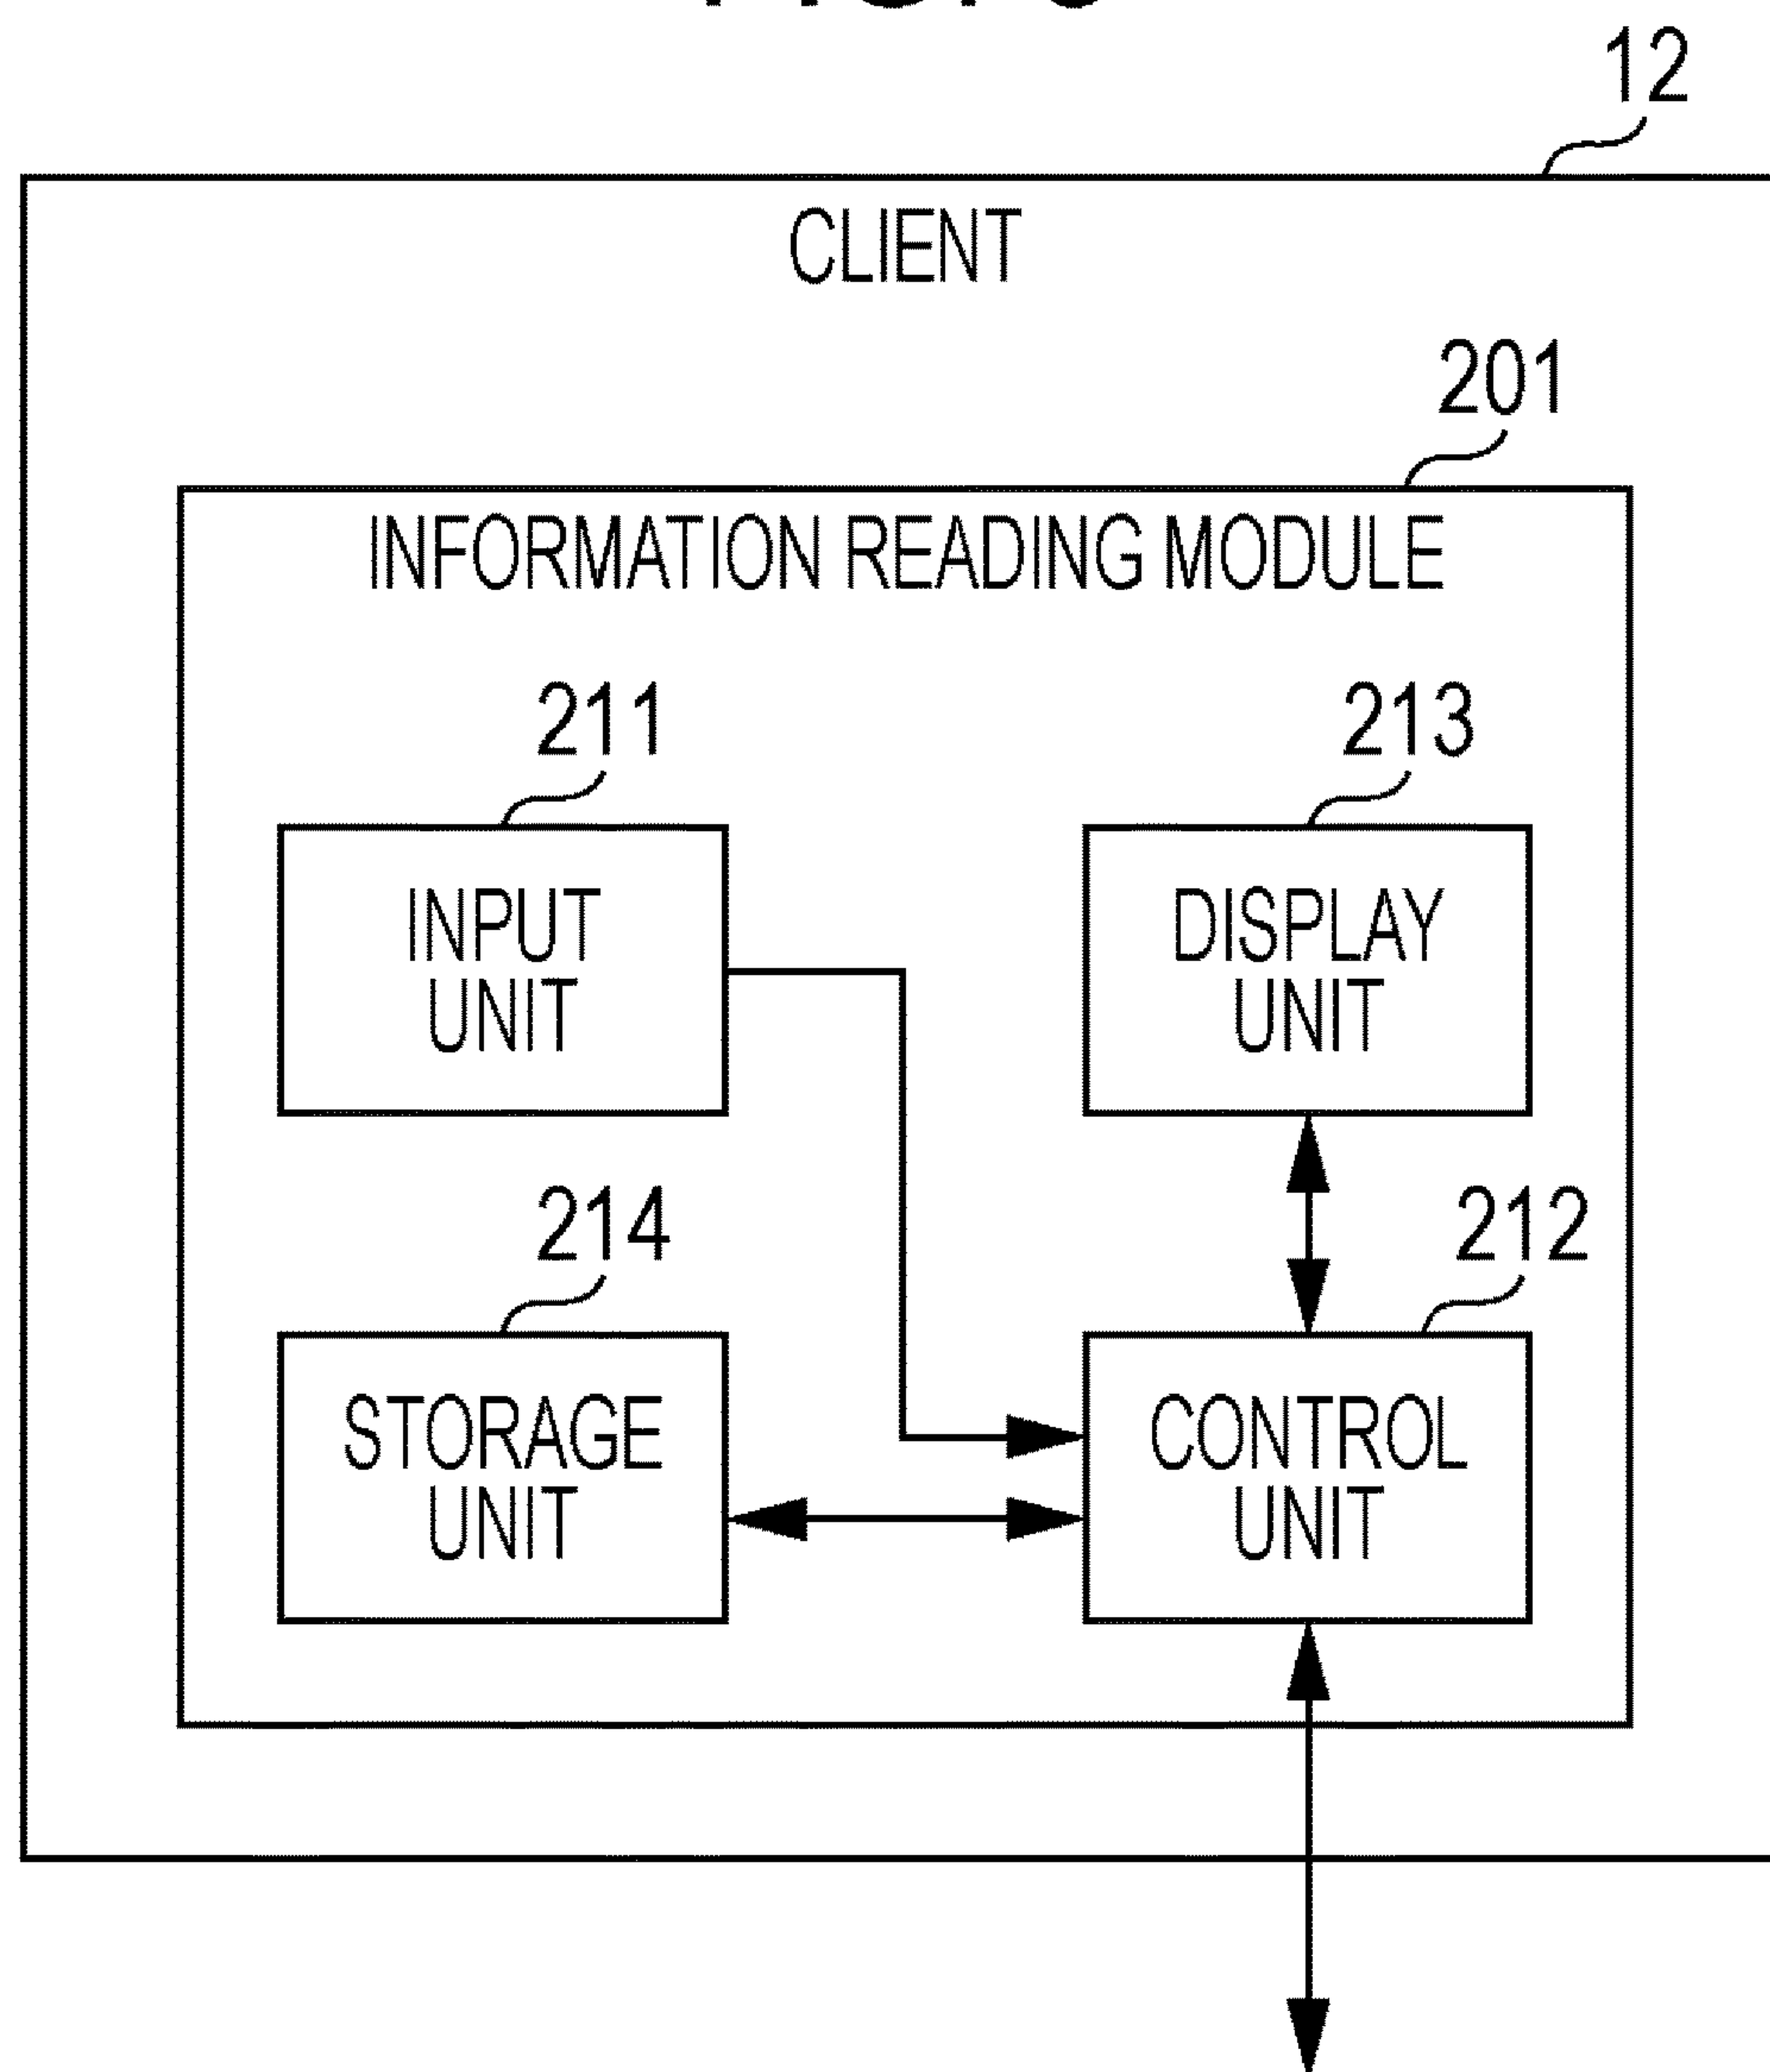 12
CLIENT
201
INFORMATION READING MODULE
211
213
INPUT
UNIT
DISPLAY
UNIT
214
212
STORAGE
UNIT
CONTROL
UNIT